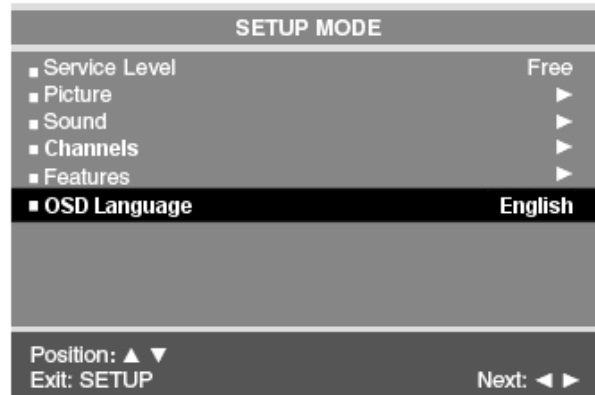 SETUP MODE
■ Service Level Free
■ Picture ►
■ Sound ►
■ Channels ►
■ Features ►
■ OSD Language English
Position: ▲ ▼
Exit: SETUP Next: ◄ ►